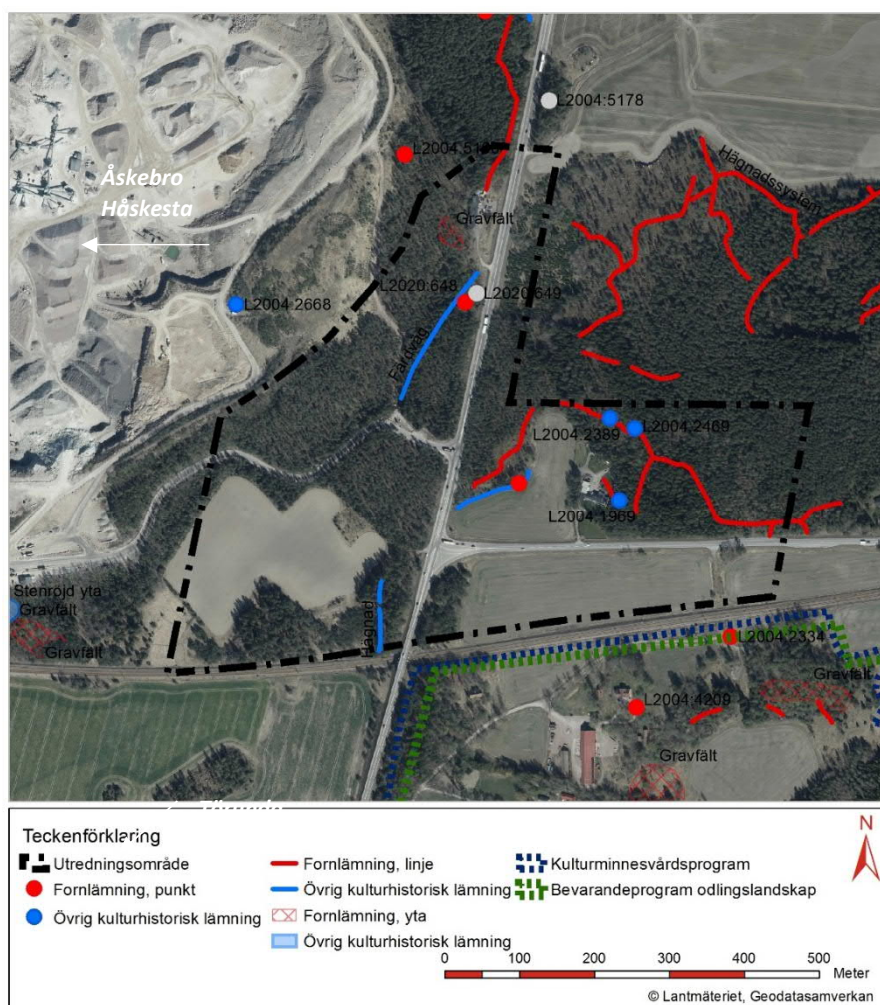 L2004:5178
Hägnadssystem
Åskebro
Håskesta
Gravfält
L2020:648
L2020:649
L2004:2668
Färdväg
L2004:2389
L2004:2469
L2004:1969
Stenröjd yta
Gravfält
Gravfält
Hägnad
L2004:2334
Gravfält
L2004:4209
Gravfält
Teckenförklaring
N
Utredningsområde
Fornlämning, linje
Kulturminnesvårdsprogram
Fornlämning, punkt
Övrig kulturhistorisk lämning
Bevarandeprogram odlingslandskap
Övrig kulturhistorisk lämning
Fornlämning, yta
Övrig kulturhistorisk lämning
0 100 200 300 400 500
Meter
© Lantmäteriet, Geodatasamverkan